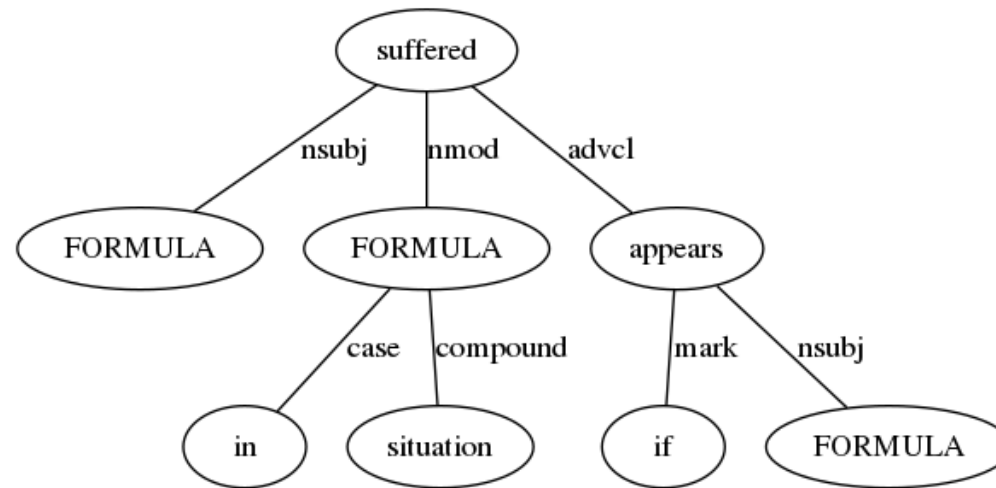 suffered
nsubj nmod advcl
FORMULA FORMULA appears
case compound mark nsubj
in situation if FORMULA